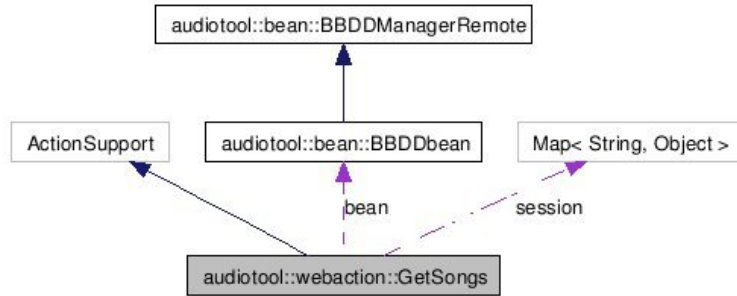 audiotool::bean::BBDDManagerRemote
ActionSupport
audiotool::bean::BBDDbean
Map< String, Object >
bean
session
audiotool::webaction::GetSongs